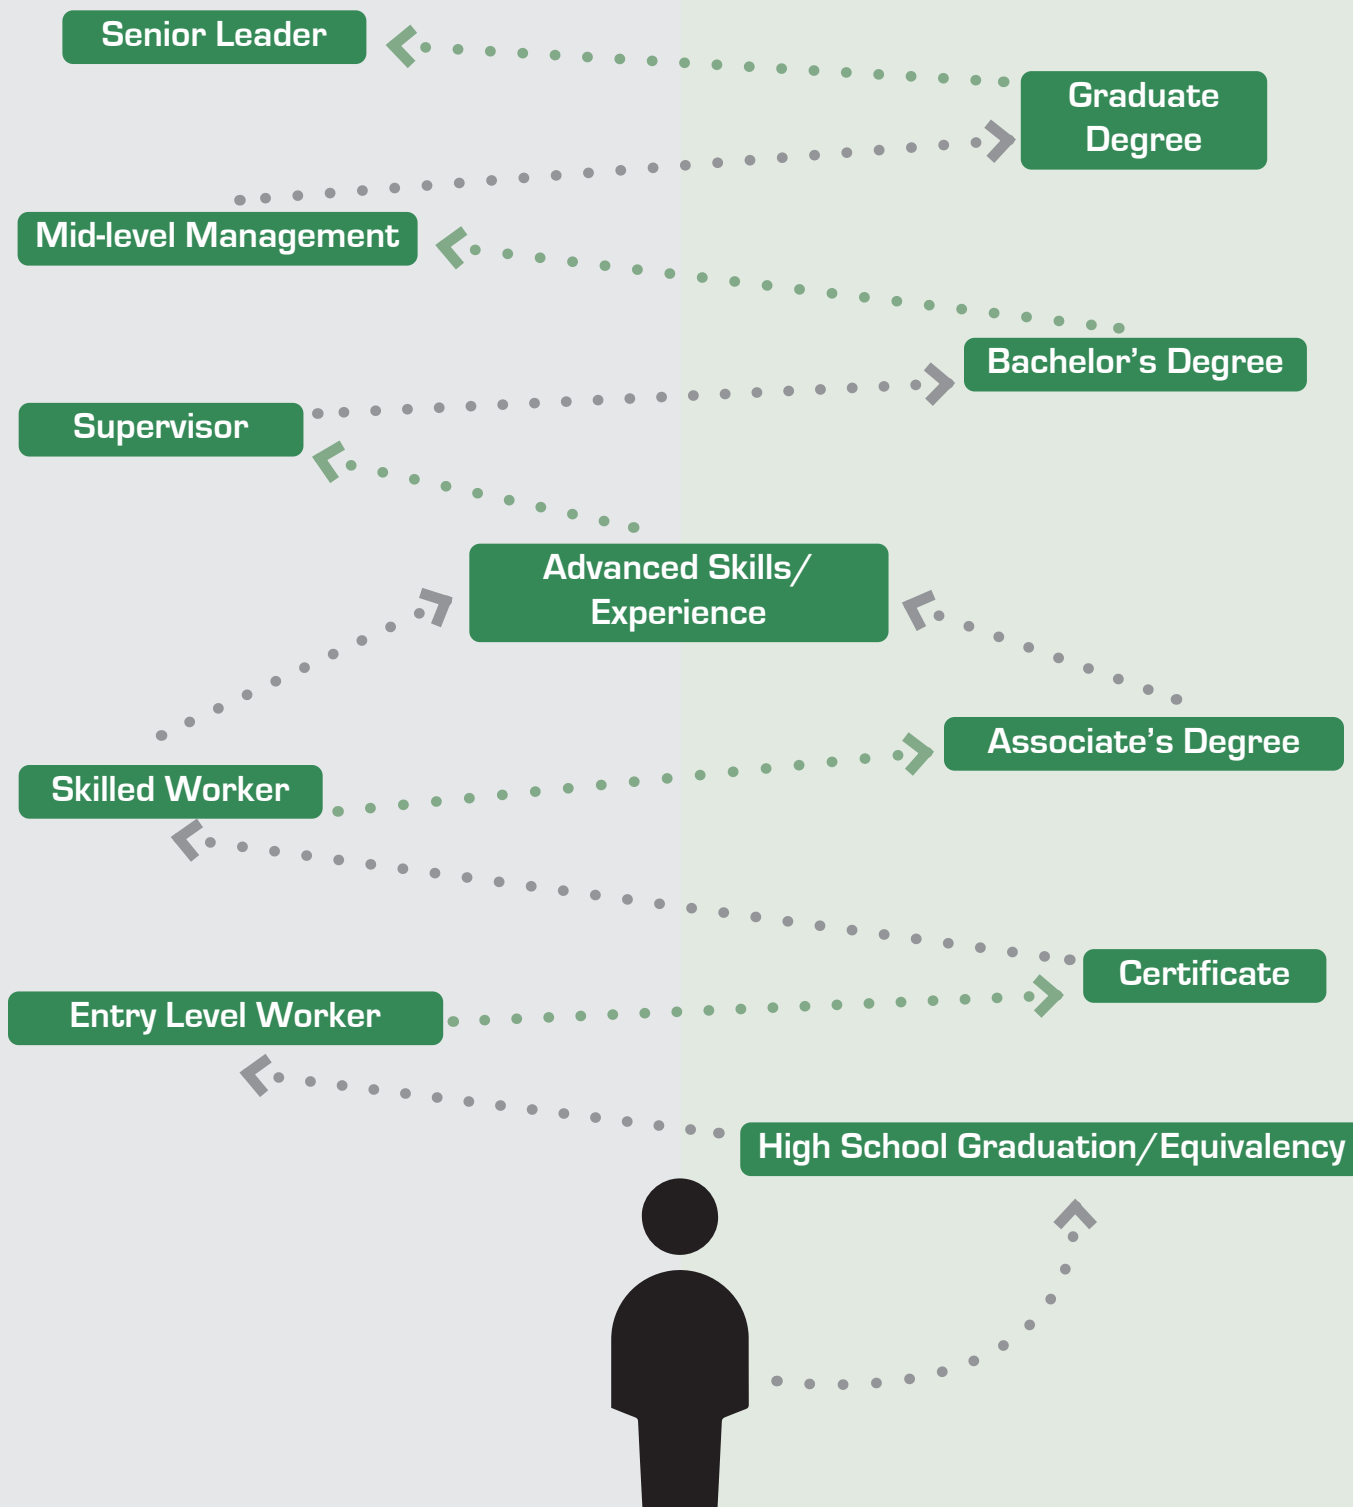 Senior Leader
Graduate
Degree
Mid-level Management
Bachelor’s Degree
Supervisor
Advanced Skills/
Experience
Associate’s Degree
Skilled Worker
Certificate
Entry Level Worker
High School Graduation/Equivalency